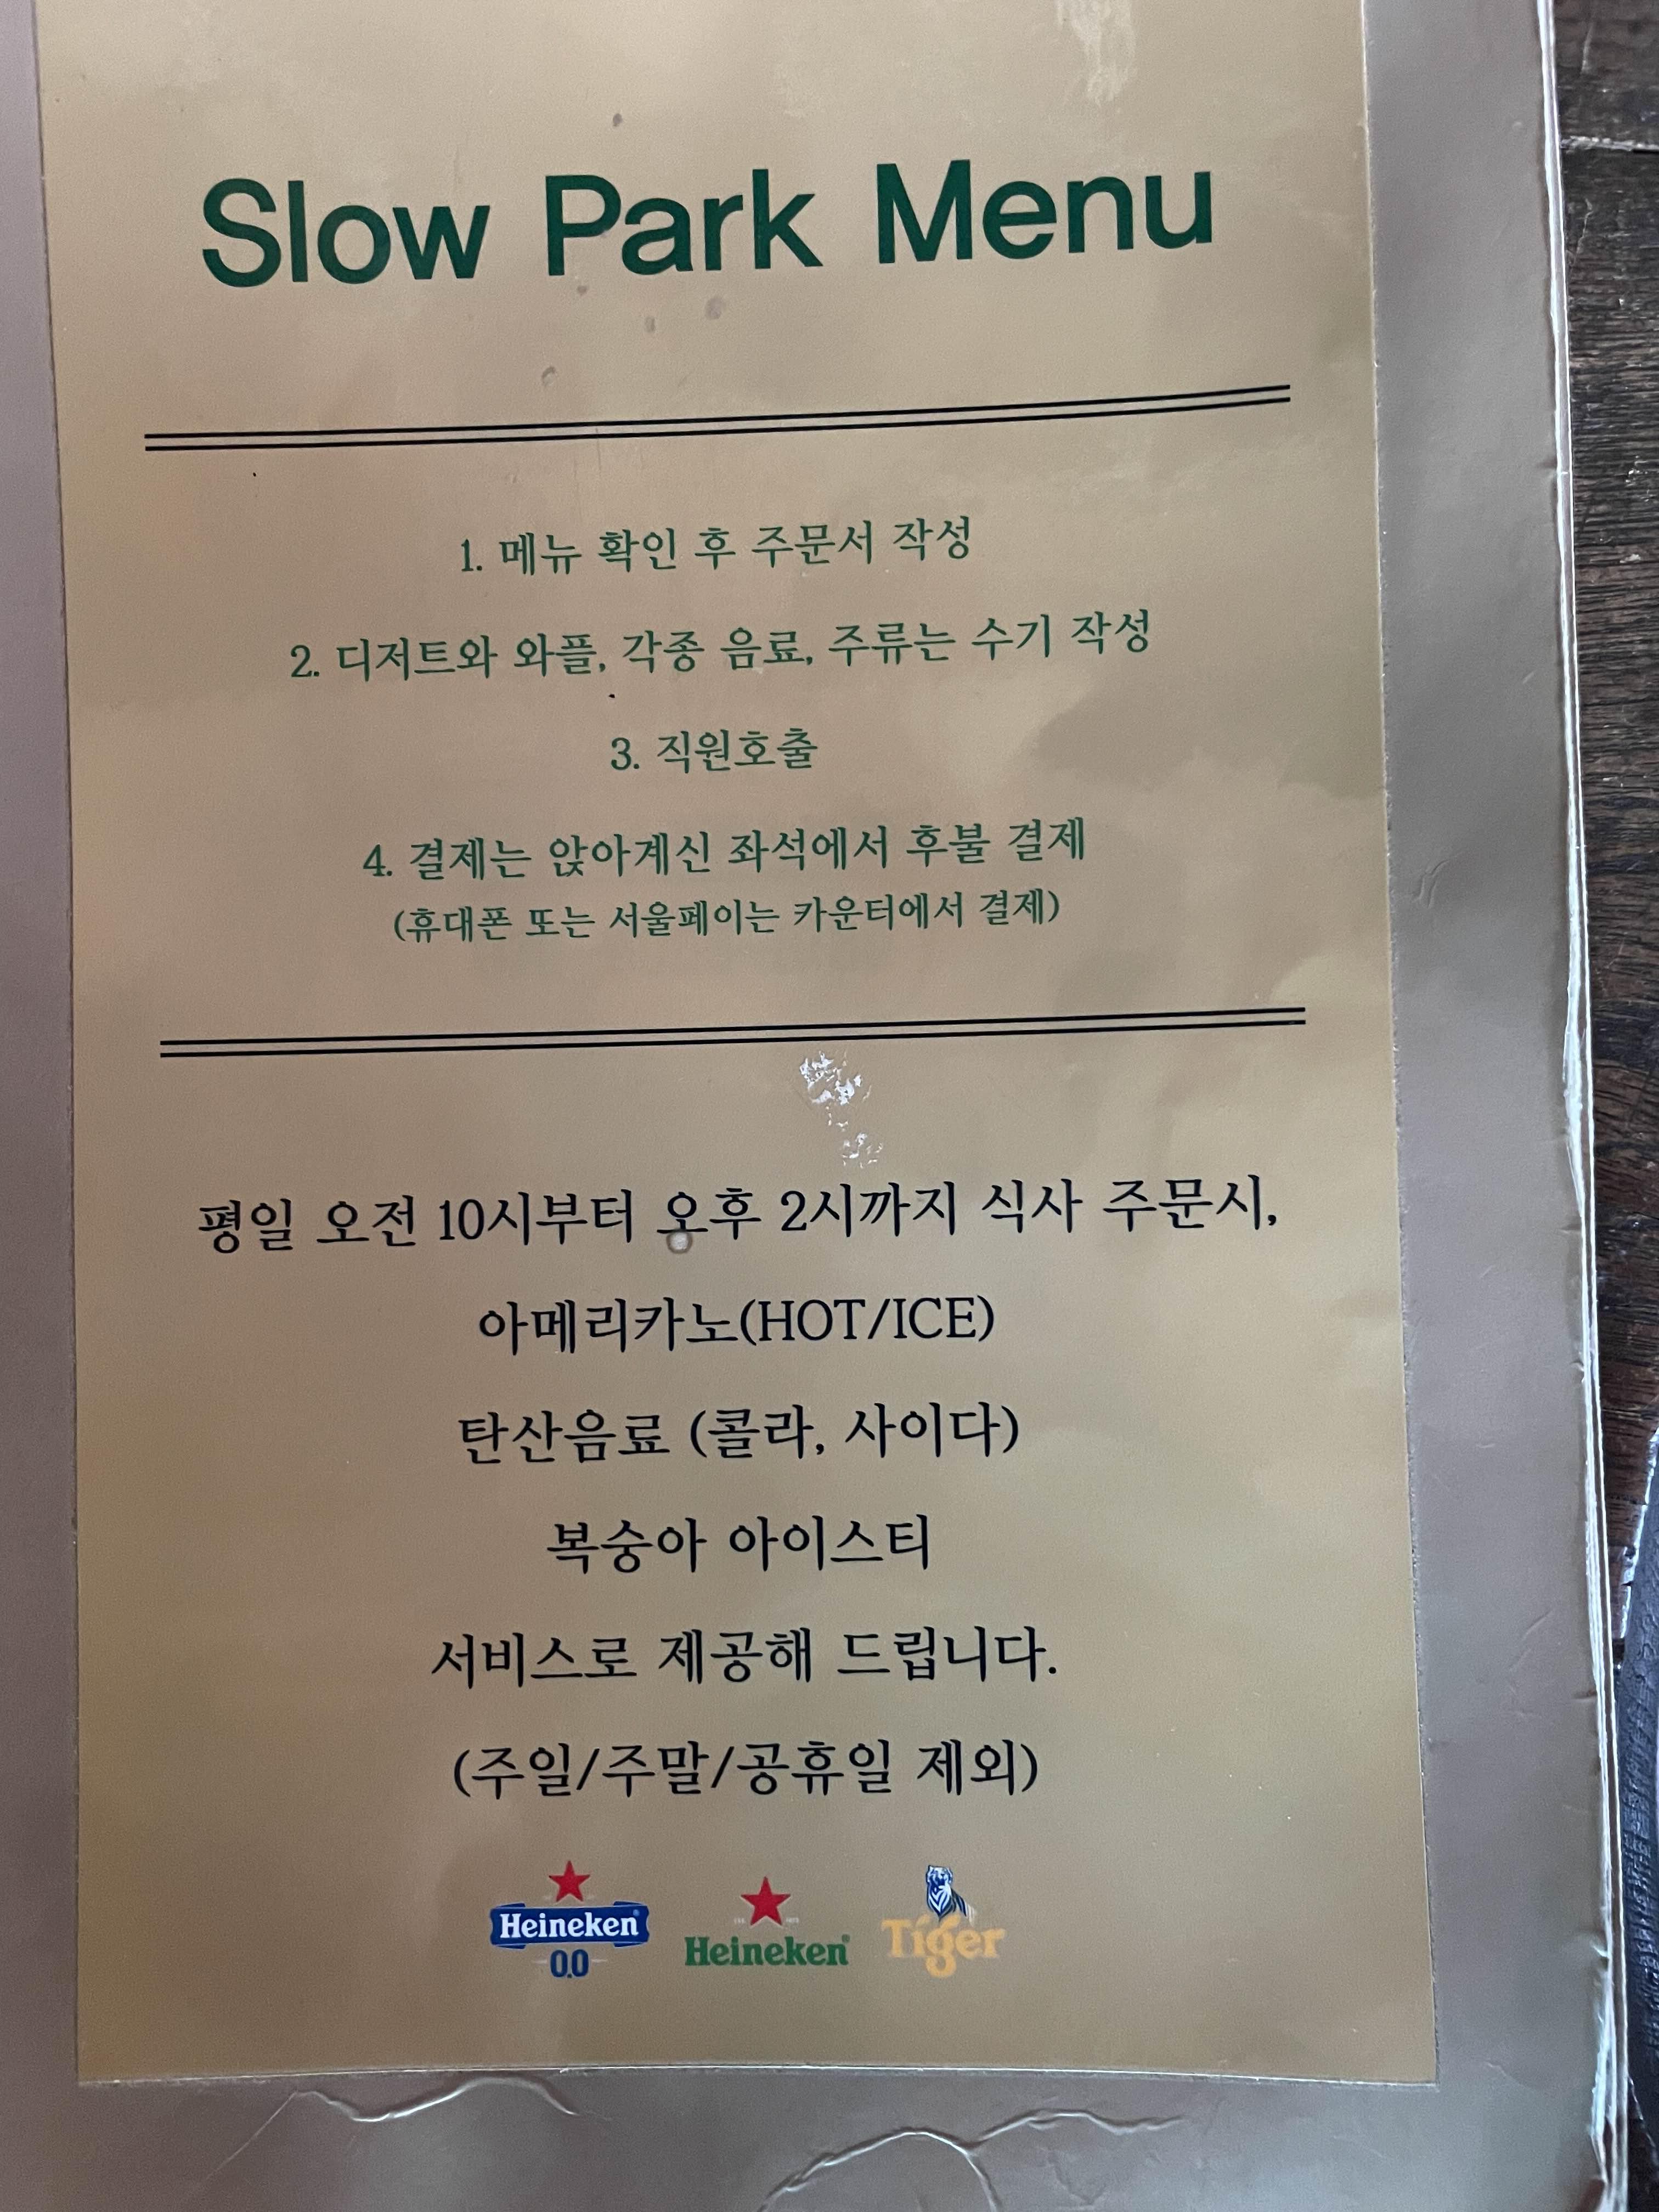 Slow Park Menu
1. 메뉴 확인 후 주문서 작성
2. 디저트와 와플, 각종 음료, 주류는 수기 작성
3. 직원호출
4. 결제는 앉아계신 좌석에서 후불 결제
(휴대폰 또는 서울페이는 카운터에서 결제)
평일 오전 10시부터 오후 2시까지 식사 주문시,
아메리카노(HOT/ICE)
탄산음료 (콜라, 사이다)
복숭아 아이스티
서비스로 제공해 드립니다.
(주일/주말/공휴일 제외)
Heineken 0.0
Heineken
Tiger